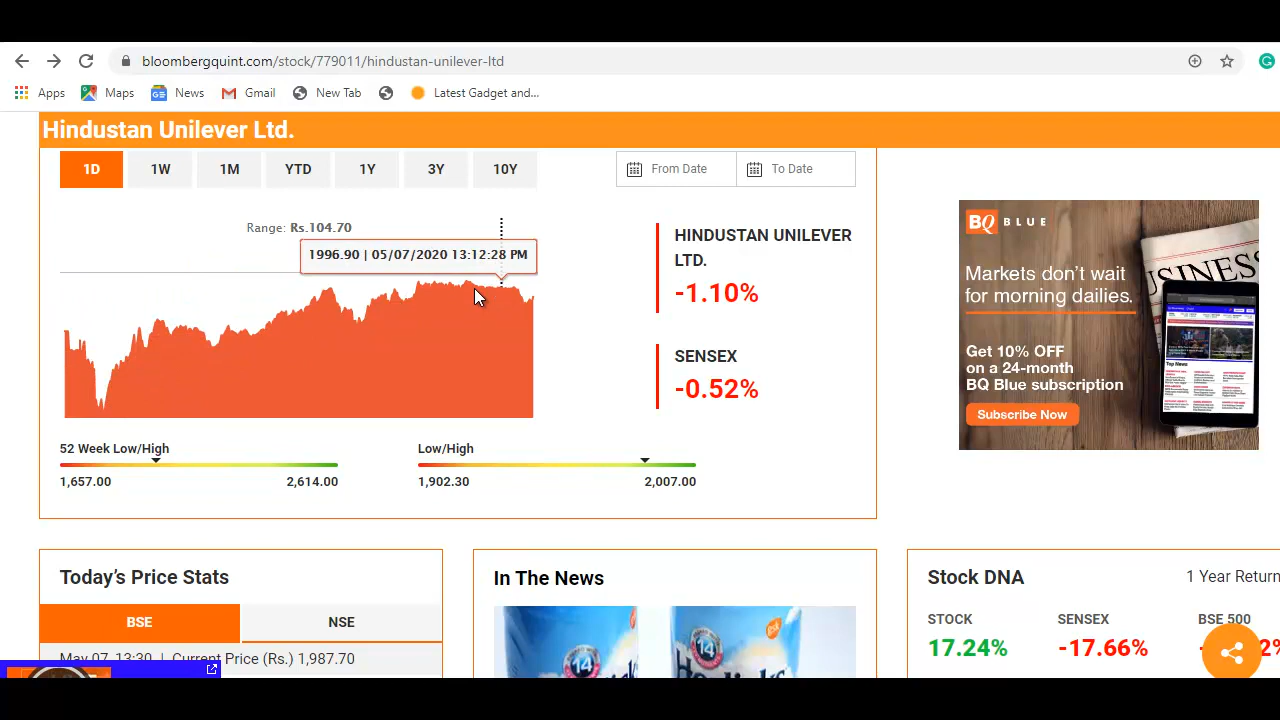 bloombergquint.com/stock/779011/hindustan-unilever-ltd
Apps Maps News Gmail New Tab Latest Gadget and...
Hindustan Unilever Ltd.
1D 1W 1M YTD 1Y 3Y 10Y
From Date To Date
Range: Rs.104.70
1996.90 | 05/07/2020 13:12:28 PM
HINDUSTAN UNILEVER
LTD.
-1.10%
SENSEX
-0.52%
52 Week Low/High
1,657.00 2,614.00
Low/High
1,902.30 2,007.00
BQ BLUE
BUSINESS
Markets don't wait
for morning dailies.
Get 10% OFF
on a 24-month
BQ Blue subscription
Subscribe Now
Today's Price Stats
BSE NSE
May 07, 13:30 | Current Price (Rs.) 1,987.70
In The News
14
14
gsk
Stock DNA
1 Year Return
STOCK SENSEX BSE 500
17.24% -17.66%